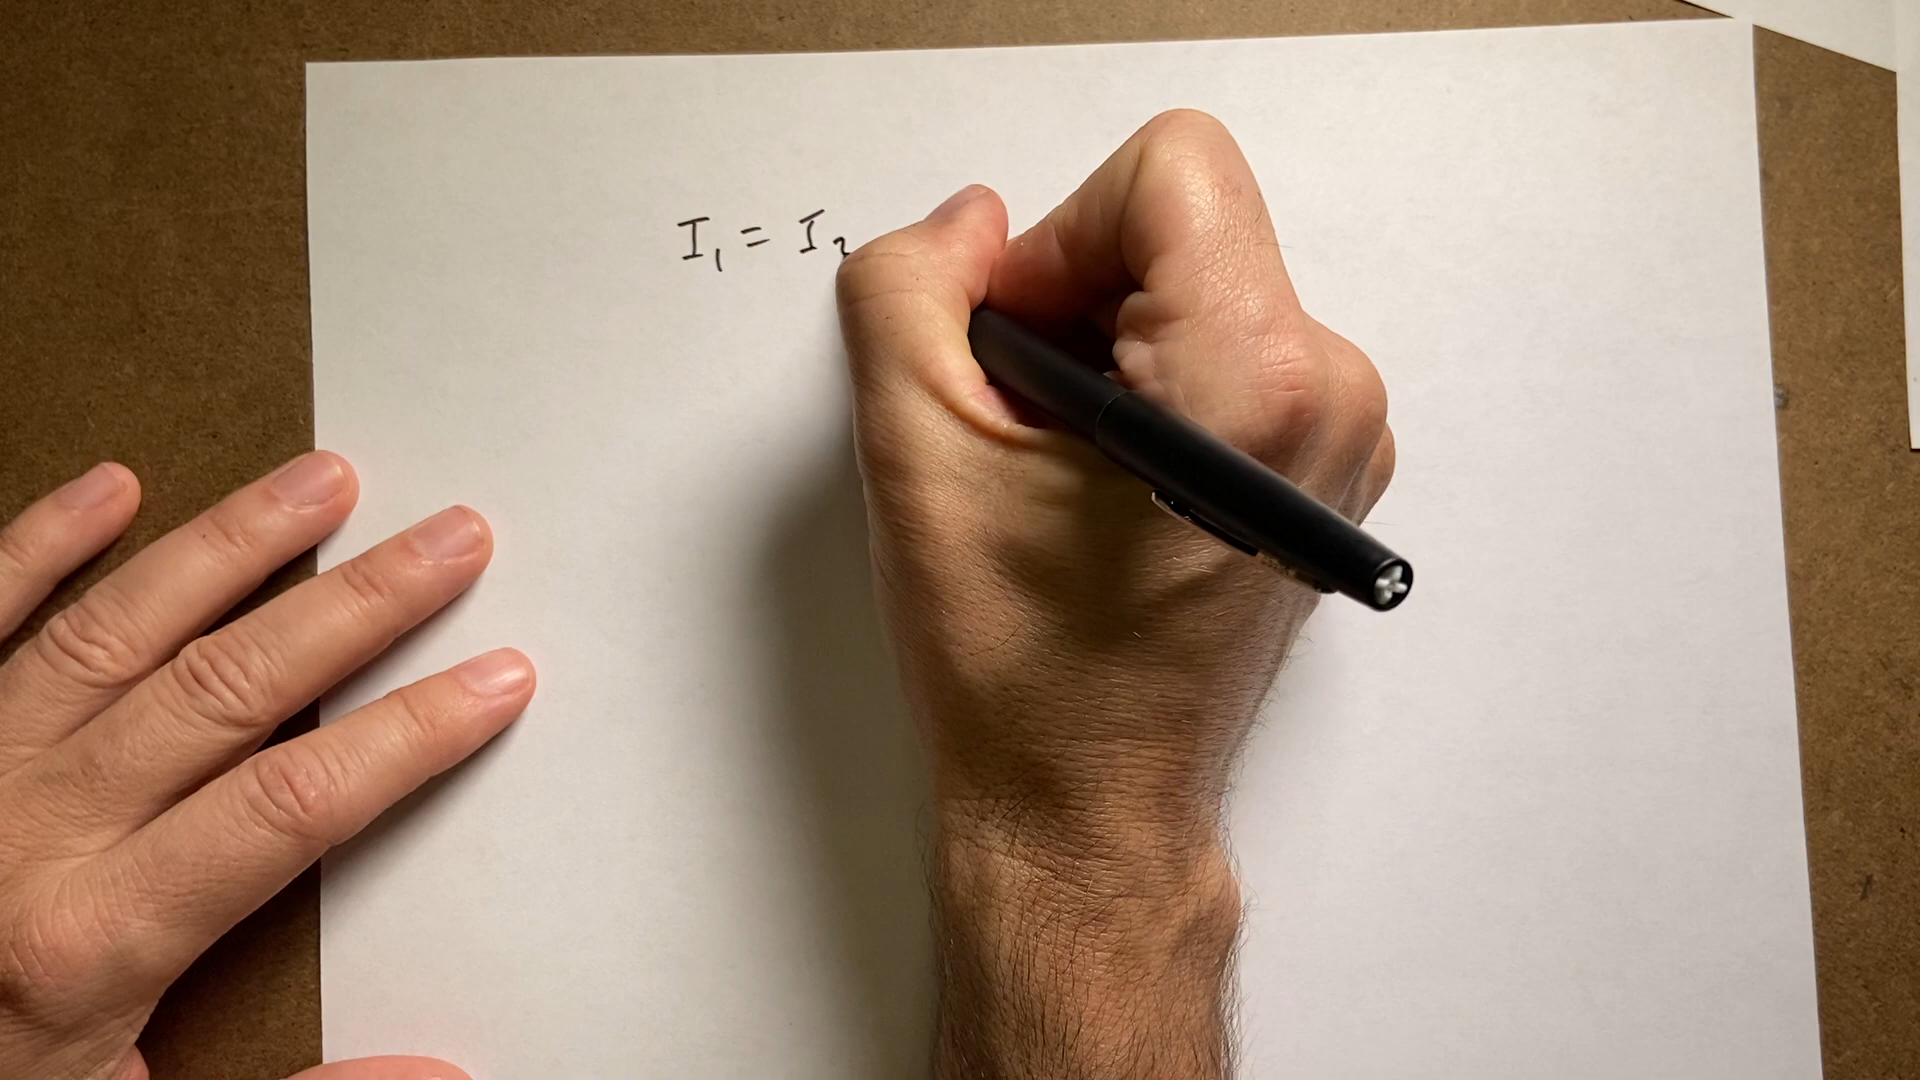 I₁ = I₂